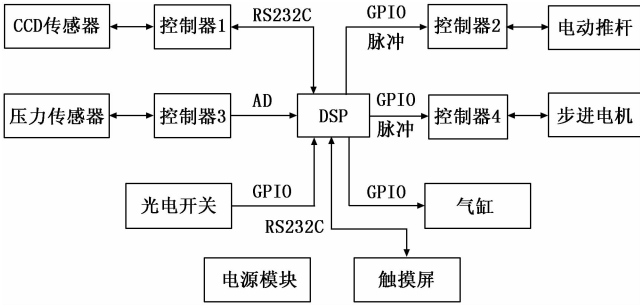 CCD传感器
控制器1
RS232C
GPIO
脉冲
控制器2
电动推杆
压力传感器
控制器3
AD
DSP
GPIO
脉冲
控制器4
步进电机
光电开关
GPIO
GPIO
气缸
RS232C
电源模块
触摸屏